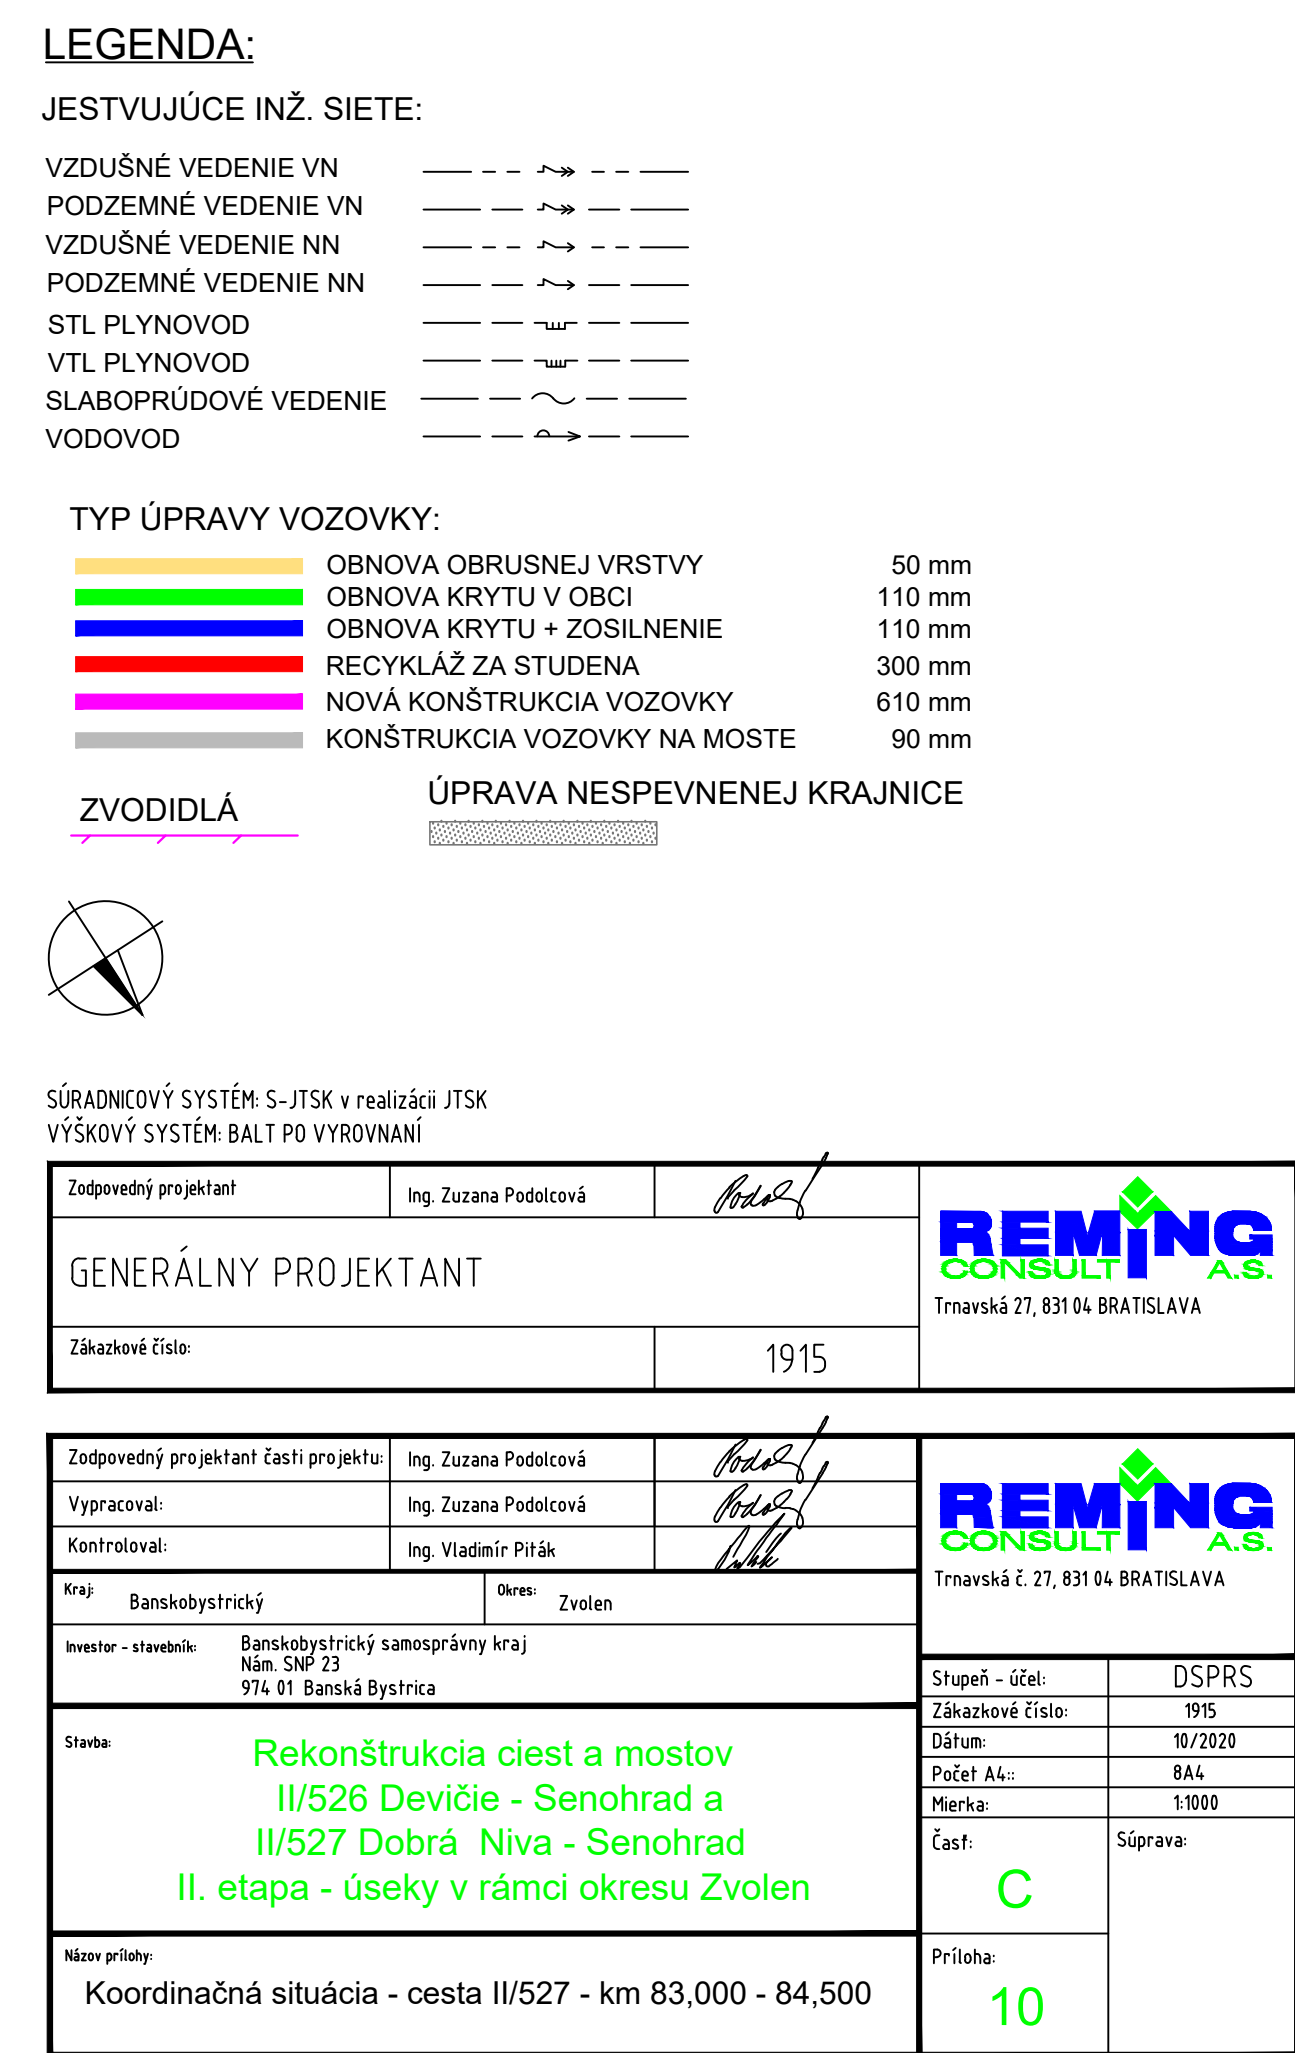 LEGENDA:
JESTVUJÚCE INŽ. SIETE:
VZDUŠNÉ VEDENIE VN
PODZEMNÉ VEDENIE VN
VZDUŠNÉ VEDENIE NN
PODZEMNÉ VEDENIE NN
STL PLYNOVOD
VTL PLYNOVOD
SLABOPRÚDOVÉ VEDENIE
VODOVOD
TYP ÚPRAVY VOZOVKY:
OBNOVA OBRUSNEJ VRSTVY 50 mm
OBNOVA KRYTU V OBCI 110 mm
OBNOVA KRYTU + ZOSILNENIE 110 mm
RECYKLÁŽ ZA STUDENA 300 mm
NOVÁ KONŠTRUKCIA VOZOVKY 610 mm
KONŠTRUKCIA VOZOVKY NA MOSTE 90 mm
ZVODIDLÁ
ÚPRAVA NESPEVNENEJ KRAJNICE
SÚRADNICOVÝ SYSTÉM: S-JTSK v realizácii JTSK
VÝŠKOVÝ SYSTÉM: BALT PO VYROVNANÍ
Zodpovedný projektant
Ing. Zuzana Podolcová
GENERÁLNY PROJEKTANT
Zákazkové číslo:
1915
REMING
CONSULT A.S.
Trnavská 27, 831 04 BRATISLAVA
Zodpovedný projektant časti projektu: Ing. Zuzana Podolcová
Vypracoval: Ing. Zuzana Podolcová
Kontroloval: Ing. Vladimír Piták
Kraj: Banskobystrický
Okres: Zvolen
Investor - stavebník: Banskobystrický samosprávny kraj
Nám. SNP 23
974 01 Banská Bystrica
REMING
CONSULT A.S.
Trnavská č. 27, 831 04 BRATISLAVA
Stupeň - účel: DSPRS
Zákazkové číslo: 1915
Dátum: 10/2020
Počet A4:: 8A4
Mierka: 1:1000
Stavba:
Rekonštrukcia ciest a mostov
II/526 Devičie - Senohrad a
II/527 Dobrá Niva - Senohrad
II. etapa - úseky v rámci okresu Zvolen
Časť:
C
Súprava:
Názov prílohy:
Koordinačná situácia - cesta II/527 - km 83,000 - 84,500
Príloha:
10